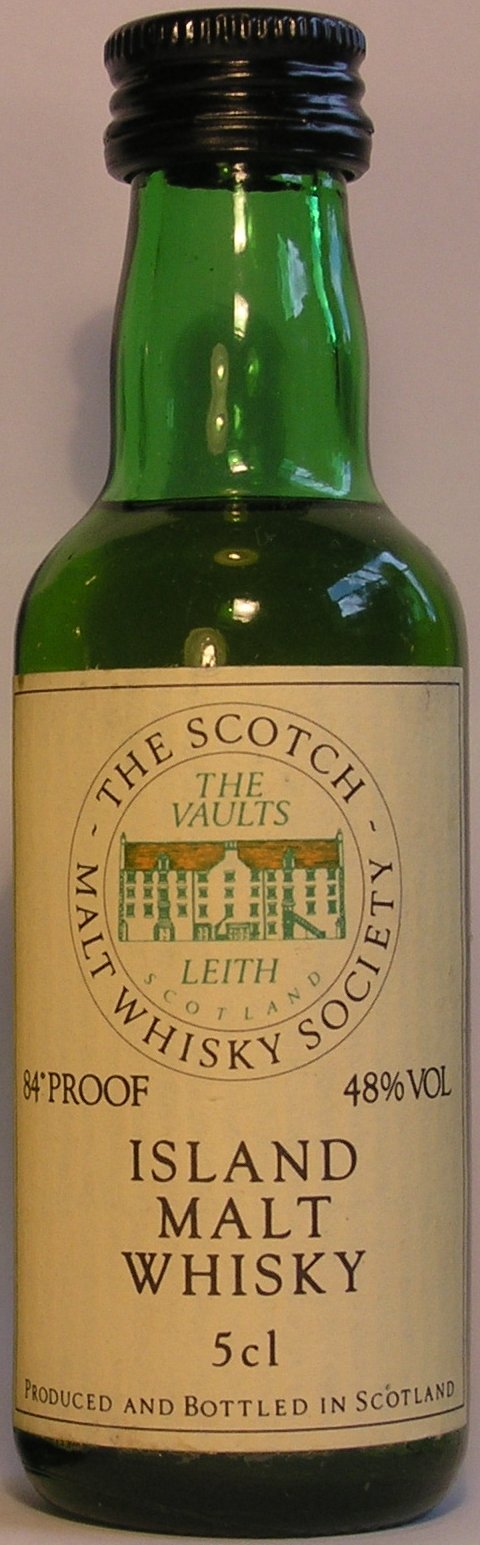 THE SCOTCH
MALT WHISKY SOCIETY
THE
VAULTS
LEITH
SCOTLAND
84° PROOF
48% VOL
ISLAND
MALT
WHISKY
5cl
PRODUCED AND BOTTLED IN SCOTLAND